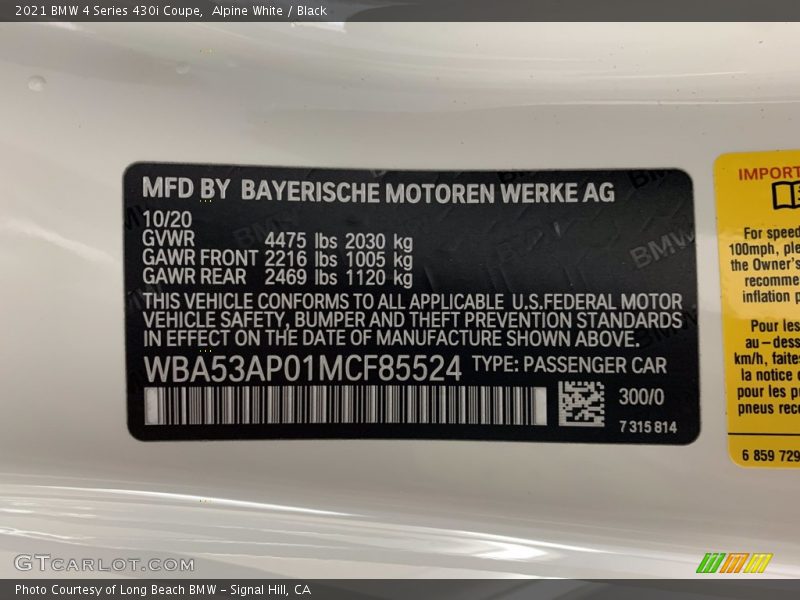 2021 BMW 4 Series 430i Coupe,  Alpine White / Black
MFD BY BAYERISCHE MOTOREN WERKE AG
10/20
GVWR 4475 lbs 2030 kg
GAWR FRONT 2216 lbs 1005 kg
GAWR REAR 2469 lbs 1120 kg
THIS VEHICLE CONFORMS TO ALL APPLICABLE U.S.FEDERAL MOTOR
VEHICLE SAFETY, BUMPER AND THEFT PREVENTION STANDARDS
IN EFFECT ON THE DATE OF MANUFACTURE SHOWN ABOVE.
WBA53AP01MCF85524 TYPE: PASSENGER CAR
300/0
7 315 814
BMW
IMPORT
For speed
100mph, ple
the Owner's
recomme
inflation p
Pour les
au-dess
km/h, faites
la notice
pour les p
pneus reco
6 859 729
GTCARLOT.COM
Photo Courtesy of Long Beach BMW - Signal Hill, CA